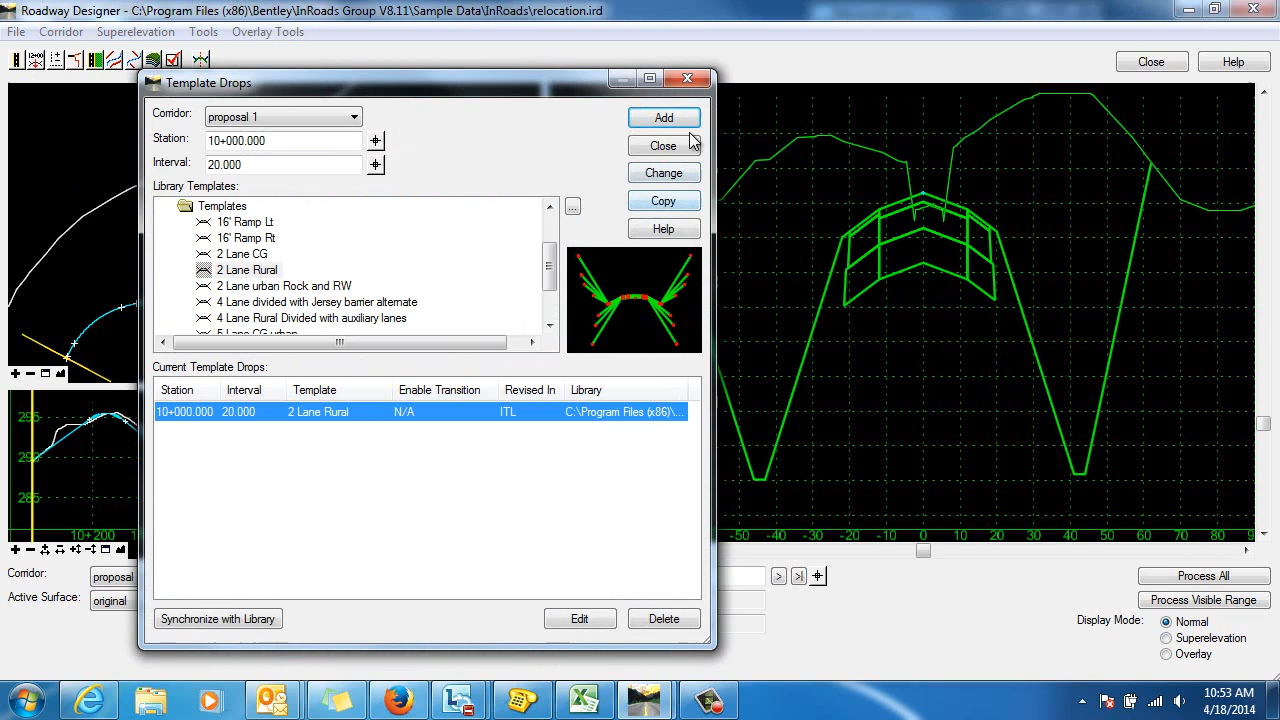 Roadway Designer - C:\Program Files (x86)\Bentley\InRoads Group V8.11\Sample Data\InRoads\relocation.ird
File Corridor Superelevation Tools Overlay Tools
Close Help
Template Drops
Corridor: proposal 1 Add
Station: 10+000.000 Close
Interval: 20.000
Library Templates: Change
Templates
16' Ramp Lt
16' Ramp Rt
2 Lane CG
2 Lane Rural
2 Lane urban Rock and RW
4 Lane divided with Jersey barrier alternate
4 Lane Rural Divided with auxiliary lanes
5 Lane CG urban
...
Copy
Help
Current Template Drops:
Station Interval Template Enable Transition Revised In Library
10+000.000 20.000 2 Lane Rural N/A ITL C:\Program Files (x86)\...
Synchronize with Library Edit Delete
295
290
285
10+200
-50 -40 -30 -20 -10 0 10 20 30 40 50 60 70 80
Corridor: proposal
Active Surface: original
> >|
Process All
Process Visible Range
Display Mode: Normal
Superelevation
Overlay
10:53 AM
4/18/2014